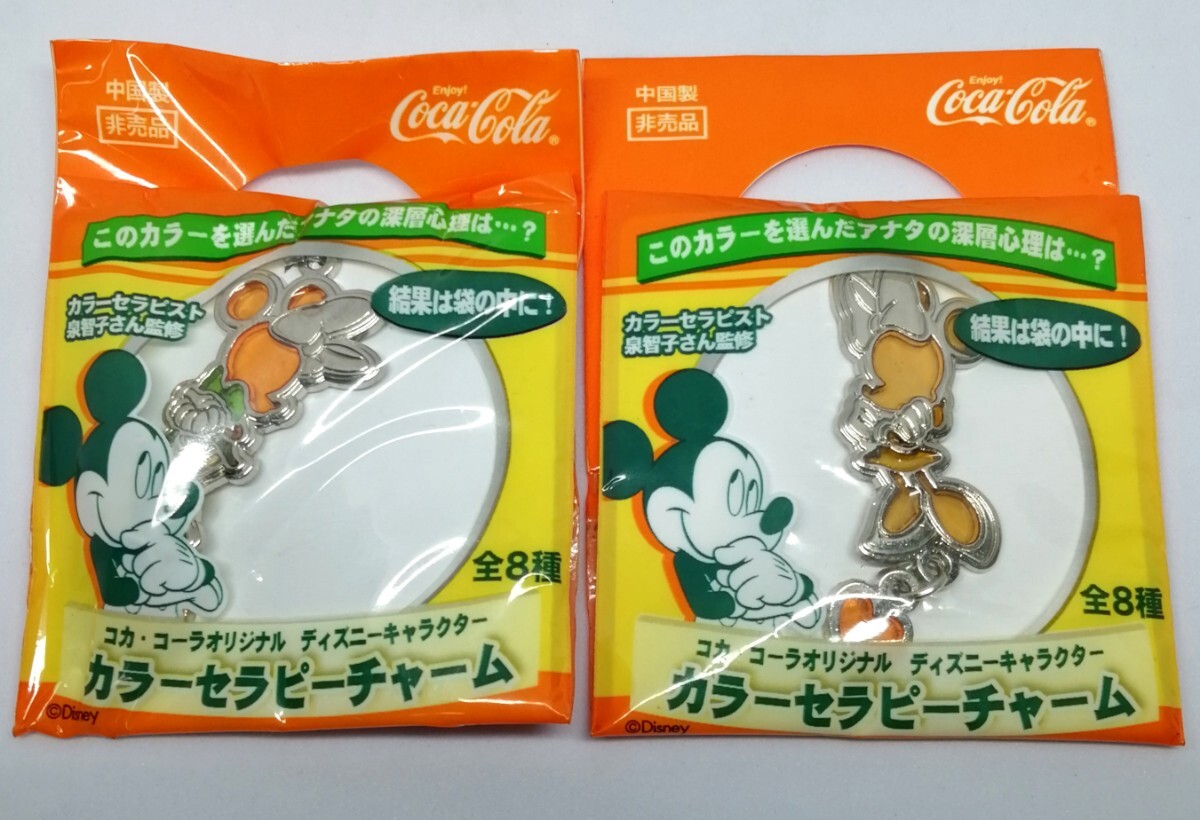 中国製
非売品
Enjoy!
Coca-Cola®
このカラーを選んだアナタの深層心理は…?
カラーセラピスト
泉智子さん監修
結果は袋の中に!
全8種
コカ・コーラオリジナル ディズニーキャラクター
カラーセラピーチャーム
©Disney
中国製
非売品
Enjoy!
Coca-Cola®
このカラーを選んだアナタの深層心理は…?
カラーセラピスト
泉智子さん監修
結果は袋の中に!
全8種
コカ・コーラオリジナル ディズニーキャラクター
カラーセラピーチャーム
©Disney